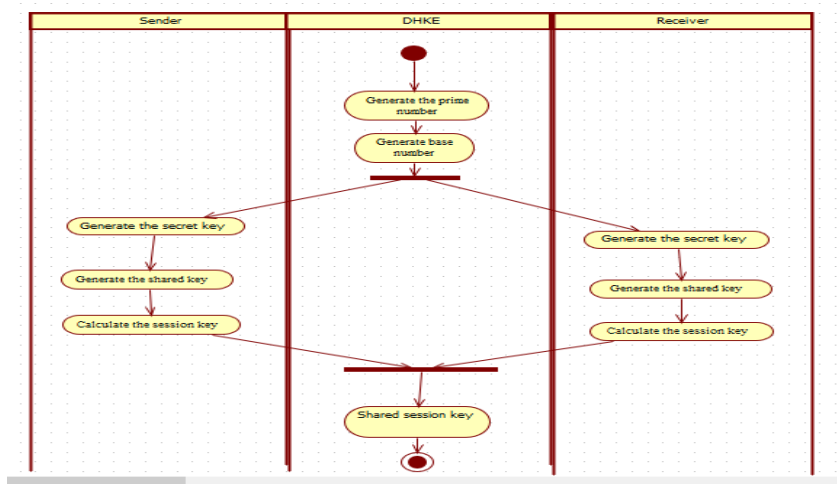 Sender
DHKE
Receiver
Generate the prime
number
Generate base
number
Generate the secret key
Generate the secret key
Generate the shared key
Generate the shared key
Calculate the session key
Calculate the session key
Shared session key